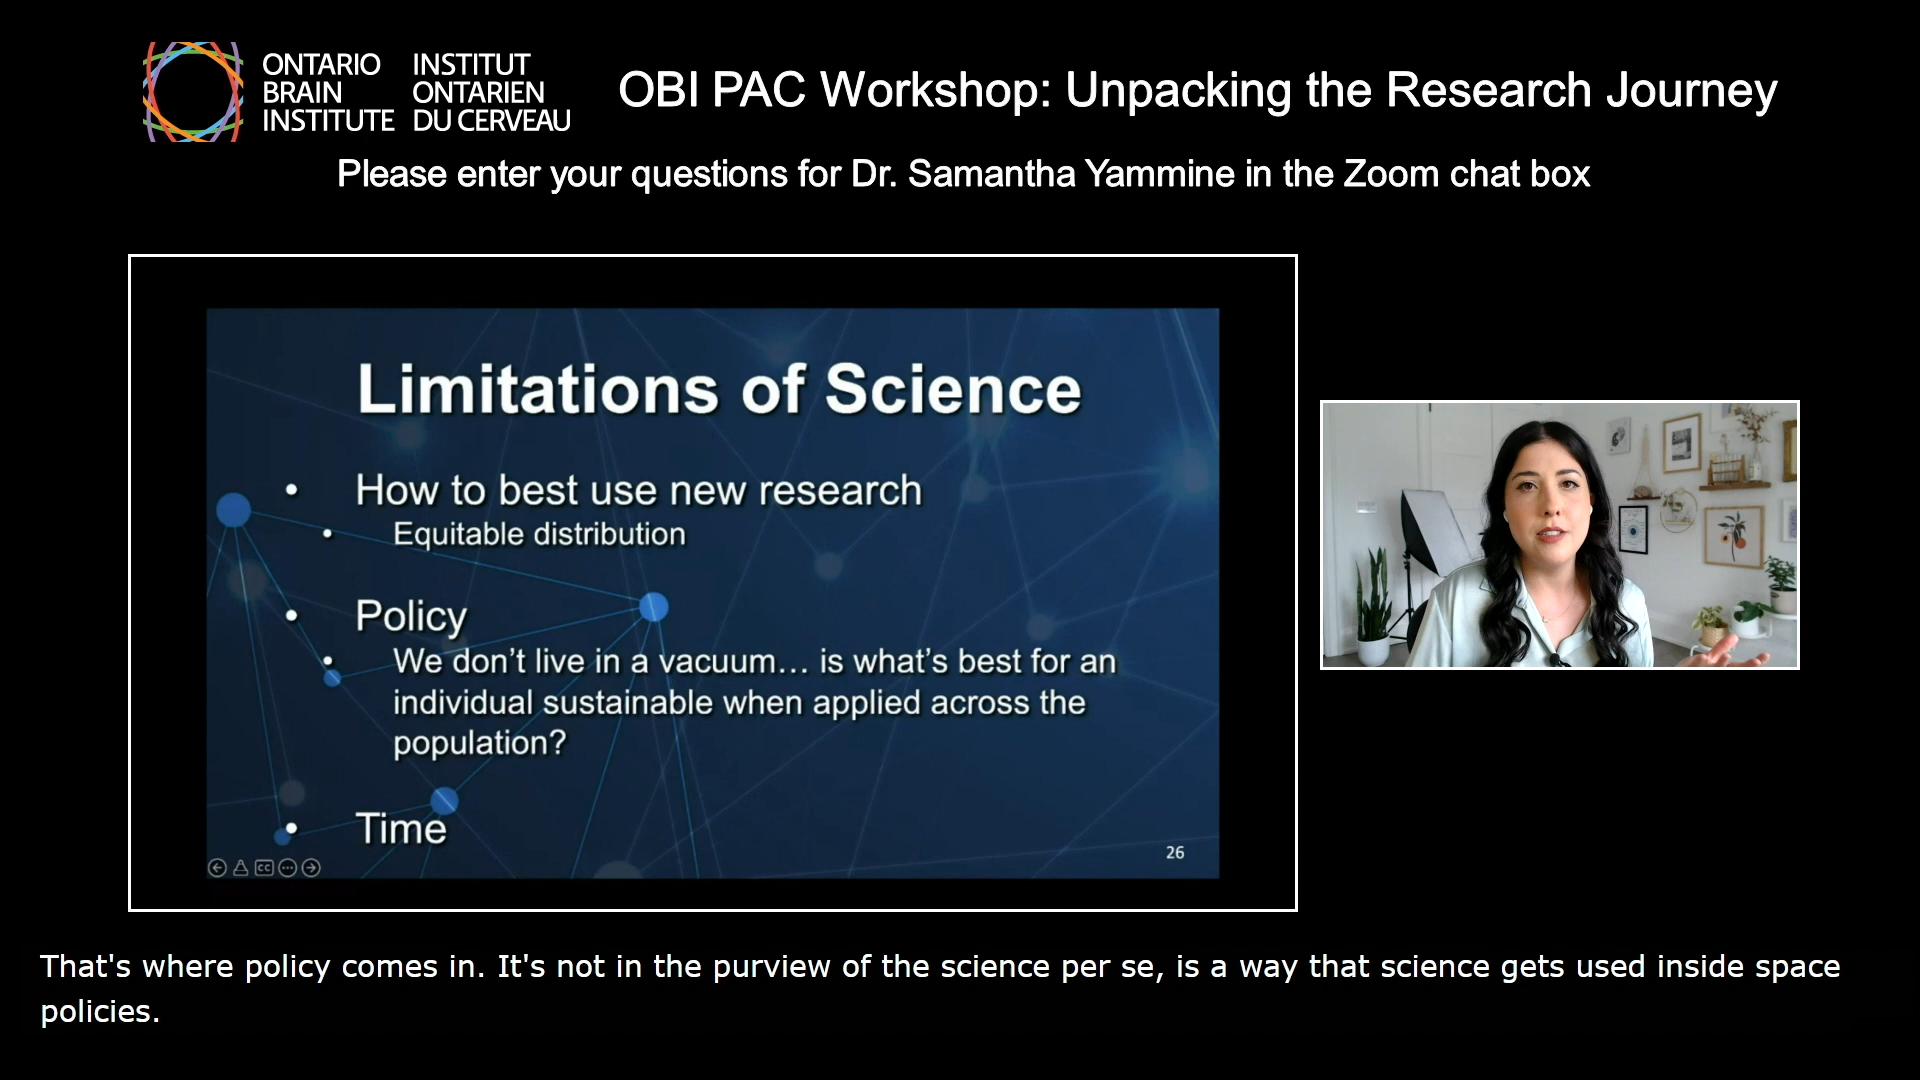 ONTARIO
BRAIN
INSTITUTE
INSTITUT
ONTARIEN
DU CERVEAU
OBI PAC Workshop: Unpacking the Research Journey
Please enter your questions for Dr. Samantha Yammine in the Zoom chat box
Limitations of Science
• How to best use new research
• Equitable distribution
• Policy
• We don’t live in a vacuum… is what’s best for an
individual sustainable when applied across the
population?
• Time
CC
26
That's where policy comes in. It's not in the purview of the science per se, is a way that science gets used inside space
policies.